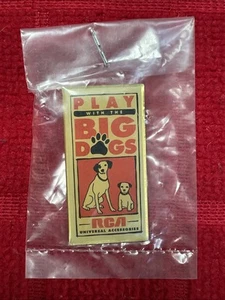 PLAY
WITH THE
BIG
DOGS
RCA
UNIVERSAL ACCESSORIES